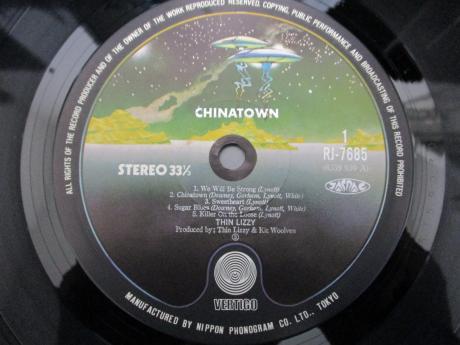 ALL RIGHTS OF THE RECORD PRODUCER AND OF THE OWNER OF THE WORK REPRODUCED RESERVED. COPYING, PUBLIC PERFORMANCE AND BROADCASTING OF THIS RECORD PROHIBITED
CHINATOWN
1
RJ-7685
STEREO 33⅓
1. We Will Be Strong (Lynott)
2. Chinatown (Downey, Gorham, Lynott, White)
3. Sweetheart (Lynott)
4. Sugar Blues (Downey, Gorham, Lynott, White)
5. Killer On the Loose (Lynott)
THIN LIZZY
Produced by: Thin Lizzy & Kit Woolven
VERTIGO
MANUFACTURED BY NIPPON PHONOGRAM CO. LTD., TOKYO